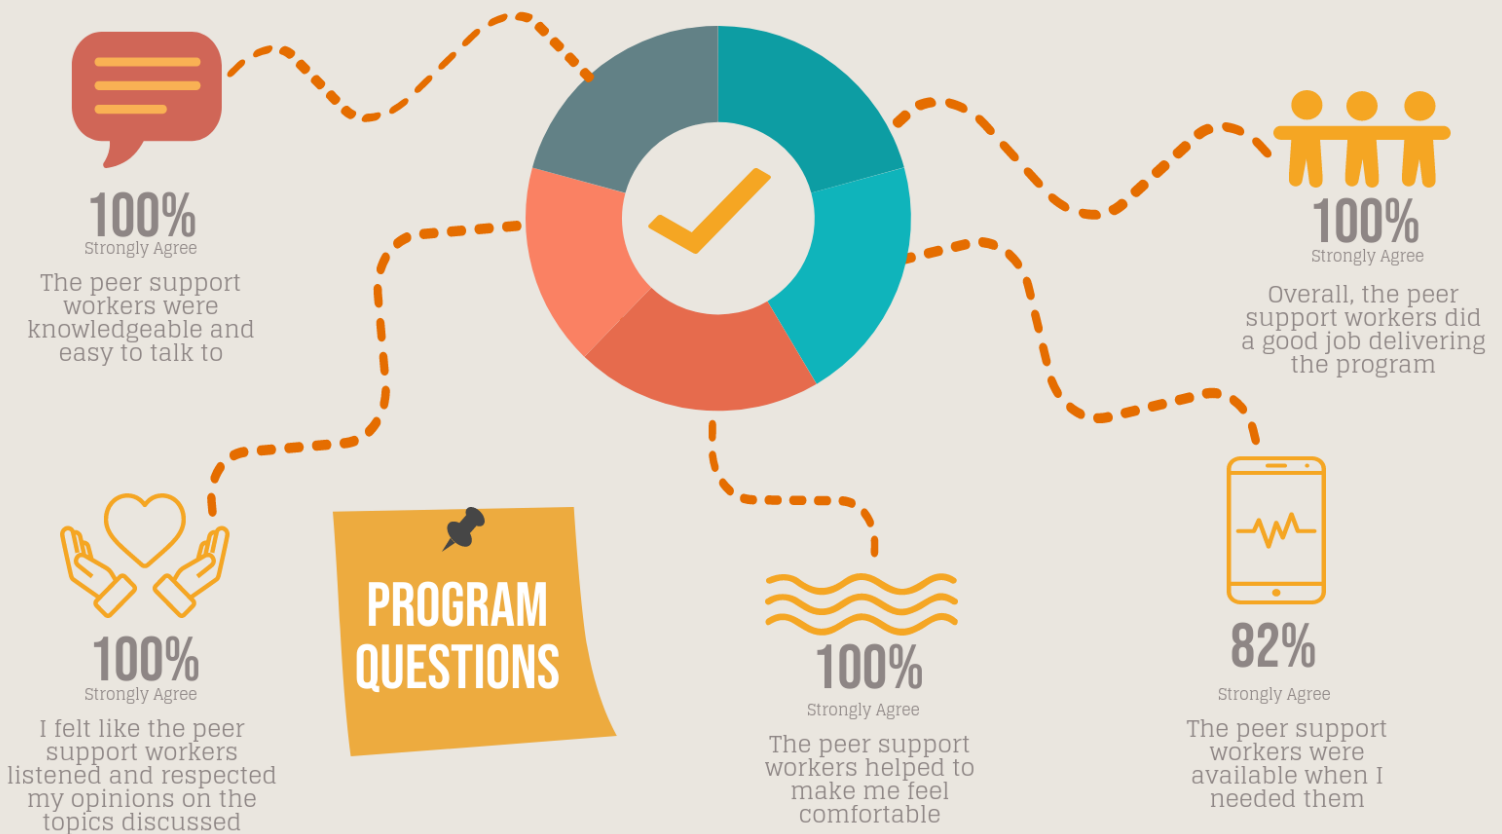 100%
Strongly Agree
The peer support
workers were
knowledgeable and
easy to talk to
100%
Strongly Agree
Overall, the peer
support workers did
a good job delivering
the program
100%
Strongly Agree
I felt like the peer
support workers
listened and respected
my opinions on the
topics discussed
PROGRAM
QUESTIONS
100%
Strongly Agree
The peer support
workers helped to
make me feel
comfortable
82%
Strongly Agree
The peer support
workers were
available when I
needed them